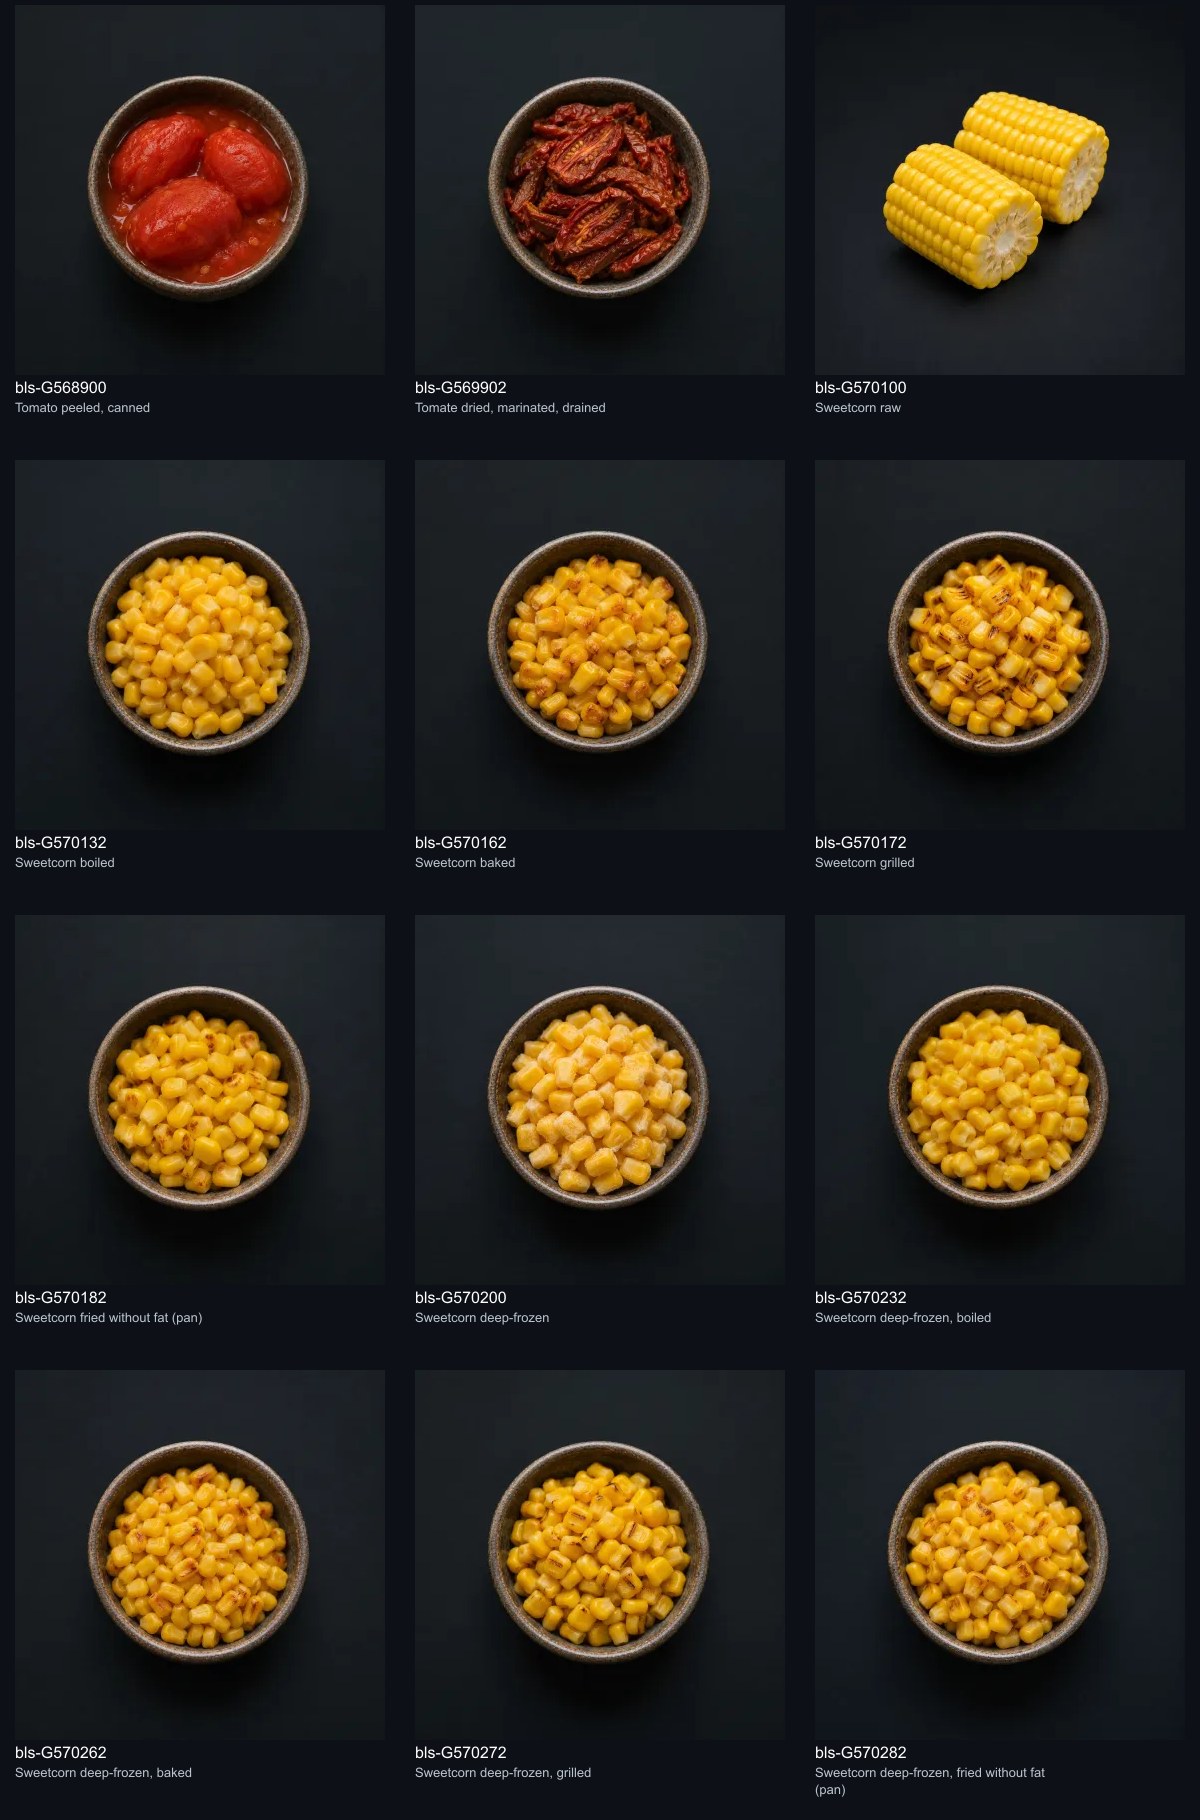 bls-G568900
Tomato peeled, canned
bls-G569902
Tomate dried, marinated, drained
bls-G570100
Sweetcorn raw
bls-G570132
Sweetcorn boiled
bls-G570162
Sweetcorn baked
bls-G570172
Sweetcorn grilled
bls-G570182
Sweetcorn fried without fat (pan)
bls-G570200
Sweetcorn deep-frozen
bls-G570232
Sweetcorn deep-frozen, boiled
bls-G570262
Sweetcorn deep-frozen, baked
bls-G570272
Sweetcorn deep-frozen, grilled
bls-G570282
Sweetcorn deep-frozen, fried without fat
(pan)